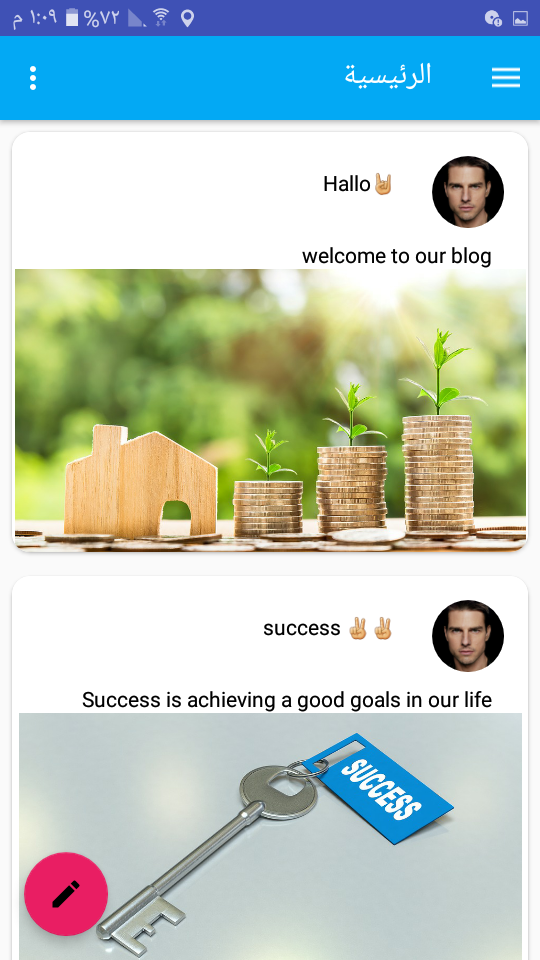 م ١:٠٩ %٧٢
الرئيسية
Hallo🤘🏼
welcome to our blog
success ✌🏼✌🏼
Success is achieving a good goals in our life
SUCCESS